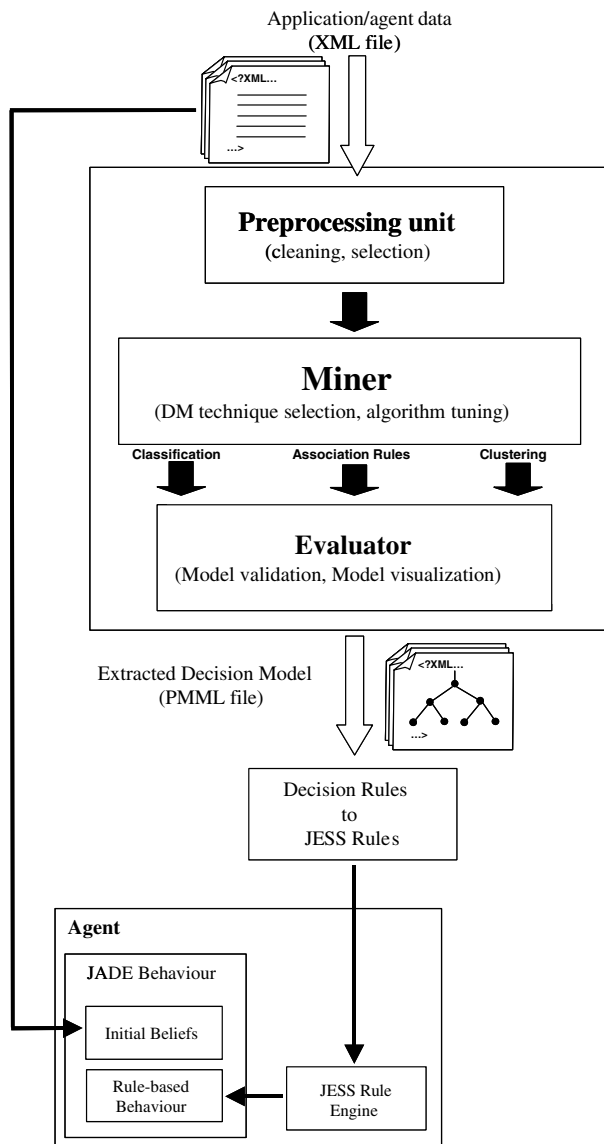 Application/agent data
(XML file)
<?XML...
...>
Preprocessing unit
(cleaning, selection)
Miner
(DM technique selection, algorithm tuning)
Classification
Association Rules
Clustering
Evaluator
(Model validation, Model visualization)
Extracted Decision Model
(PMML file)
<?XML...
...>
Decision Rules
to
JESS Rules
Agent
JADE Behaviour
Initial Beliefs
Rule-based
Behaviour
JESS Rule
Engine